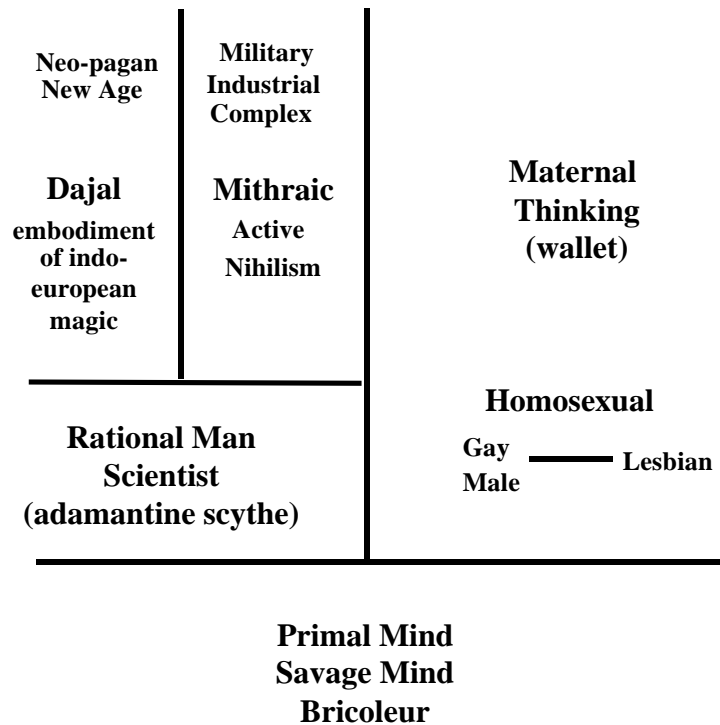 Neo-pagan
New Age
Dajal
embodiment
of indo-
european
magic
Military
Industrial
Complex
Mithraic
Active
Nihilism
Rational Man
Scientist
(adamantine scythe)
Maternal
Thinking
(wallet)
Homosexual
Gay
Male
Lesbian
Primal Mind
Savage Mind
Bricoleur